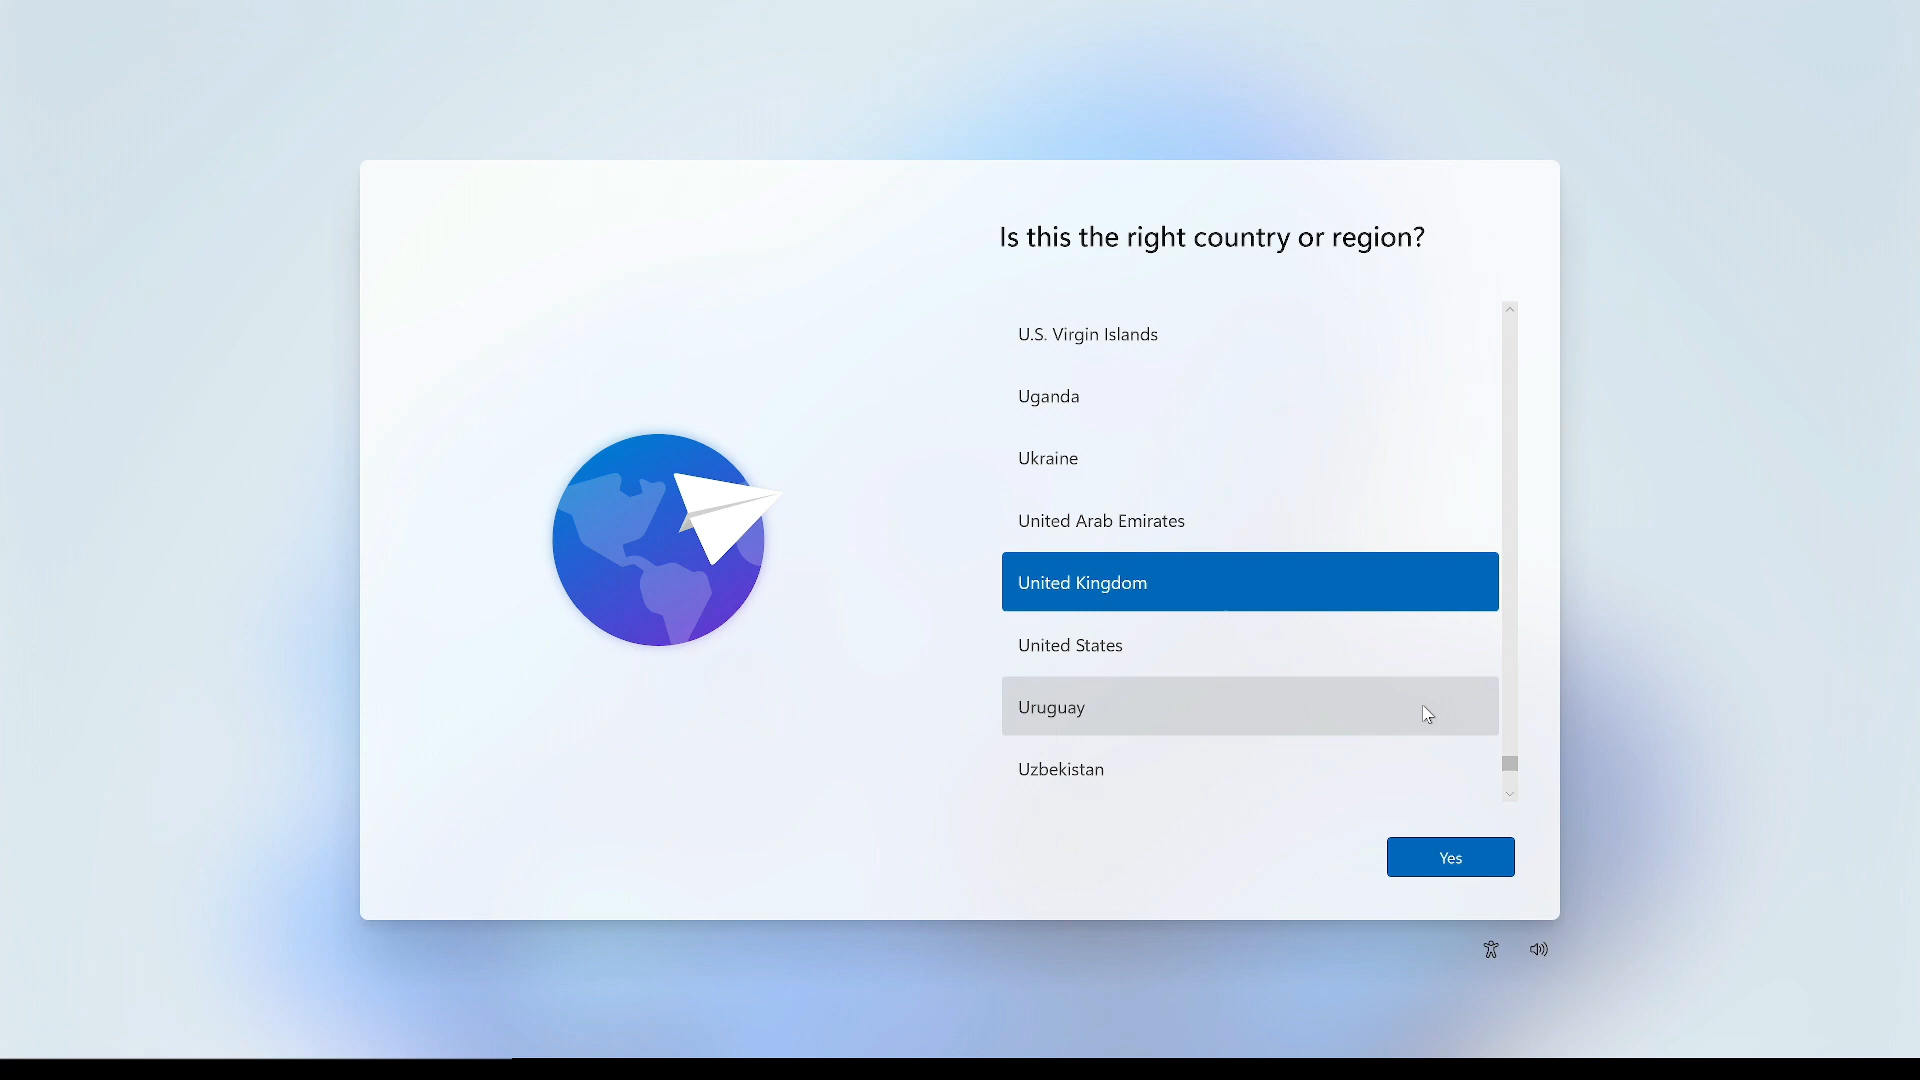 Is this the right country or region?
U.S. Virgin Islands
Uganda
Ukraine
United Arab Emirates
United Kingdom
United States
Uruguay
Uzbekistan
Yes